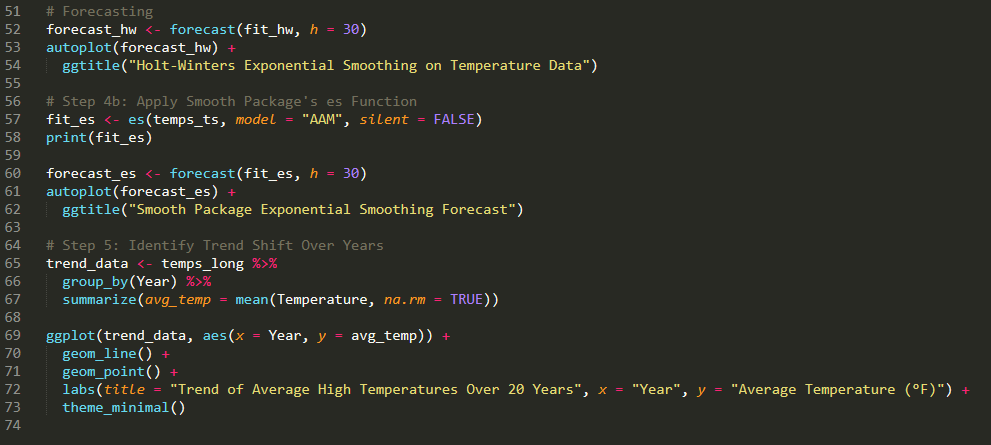 51 # Forecasting
52 forecast_hw <- forecast(fit_hw, h = 30)
53 autoplot(forecast_hw) +
54   ggtitle("Holt-Winters Exponential Smoothing on Temperature Data")
55
56 # Step 4b: Apply Smooth Package's es Function
57 fit_es <- es(temps_ts, model = "AAM", silent = FALSE)
58 print(fit_es)
59
60 forecast_es <- forecast(fit_es, h = 30)
61 autoplot(forecast_es) +
62   ggtitle("Smooth Package Exponential Smoothing Forecast")
63
64 # Step 5: Identify Trend Shift Over Years
65 trend_data <- temps_long %>%
66   group_by(Year) %>%
67   summarize(avg_temp = mean(Temperature, na.rm = TRUE))
68
69 ggplot(trend_data, aes(x = Year, y = avg_temp)) +
70   geom_line() +
71   geom_point() +
72   labs(title = "Trend of Average High Temperatures Over 20 Years", x = "Year", y = "Average Temperature (°F)") +
73   theme_minimal()
74